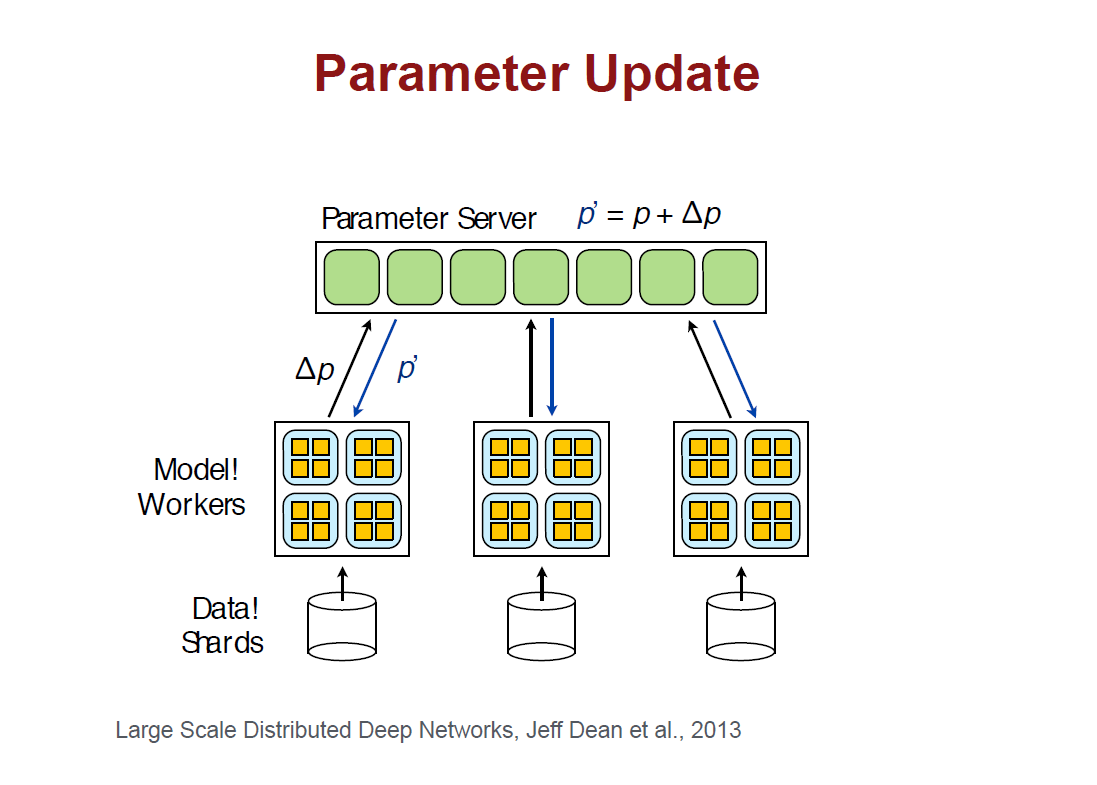 Parameter Update
Parameter Server p’ = p + Δp
Δp p’
Model!
Workers
Data!
Shards
Large Scale Distributed Deep Networks, Jeff Dean et al., 2013